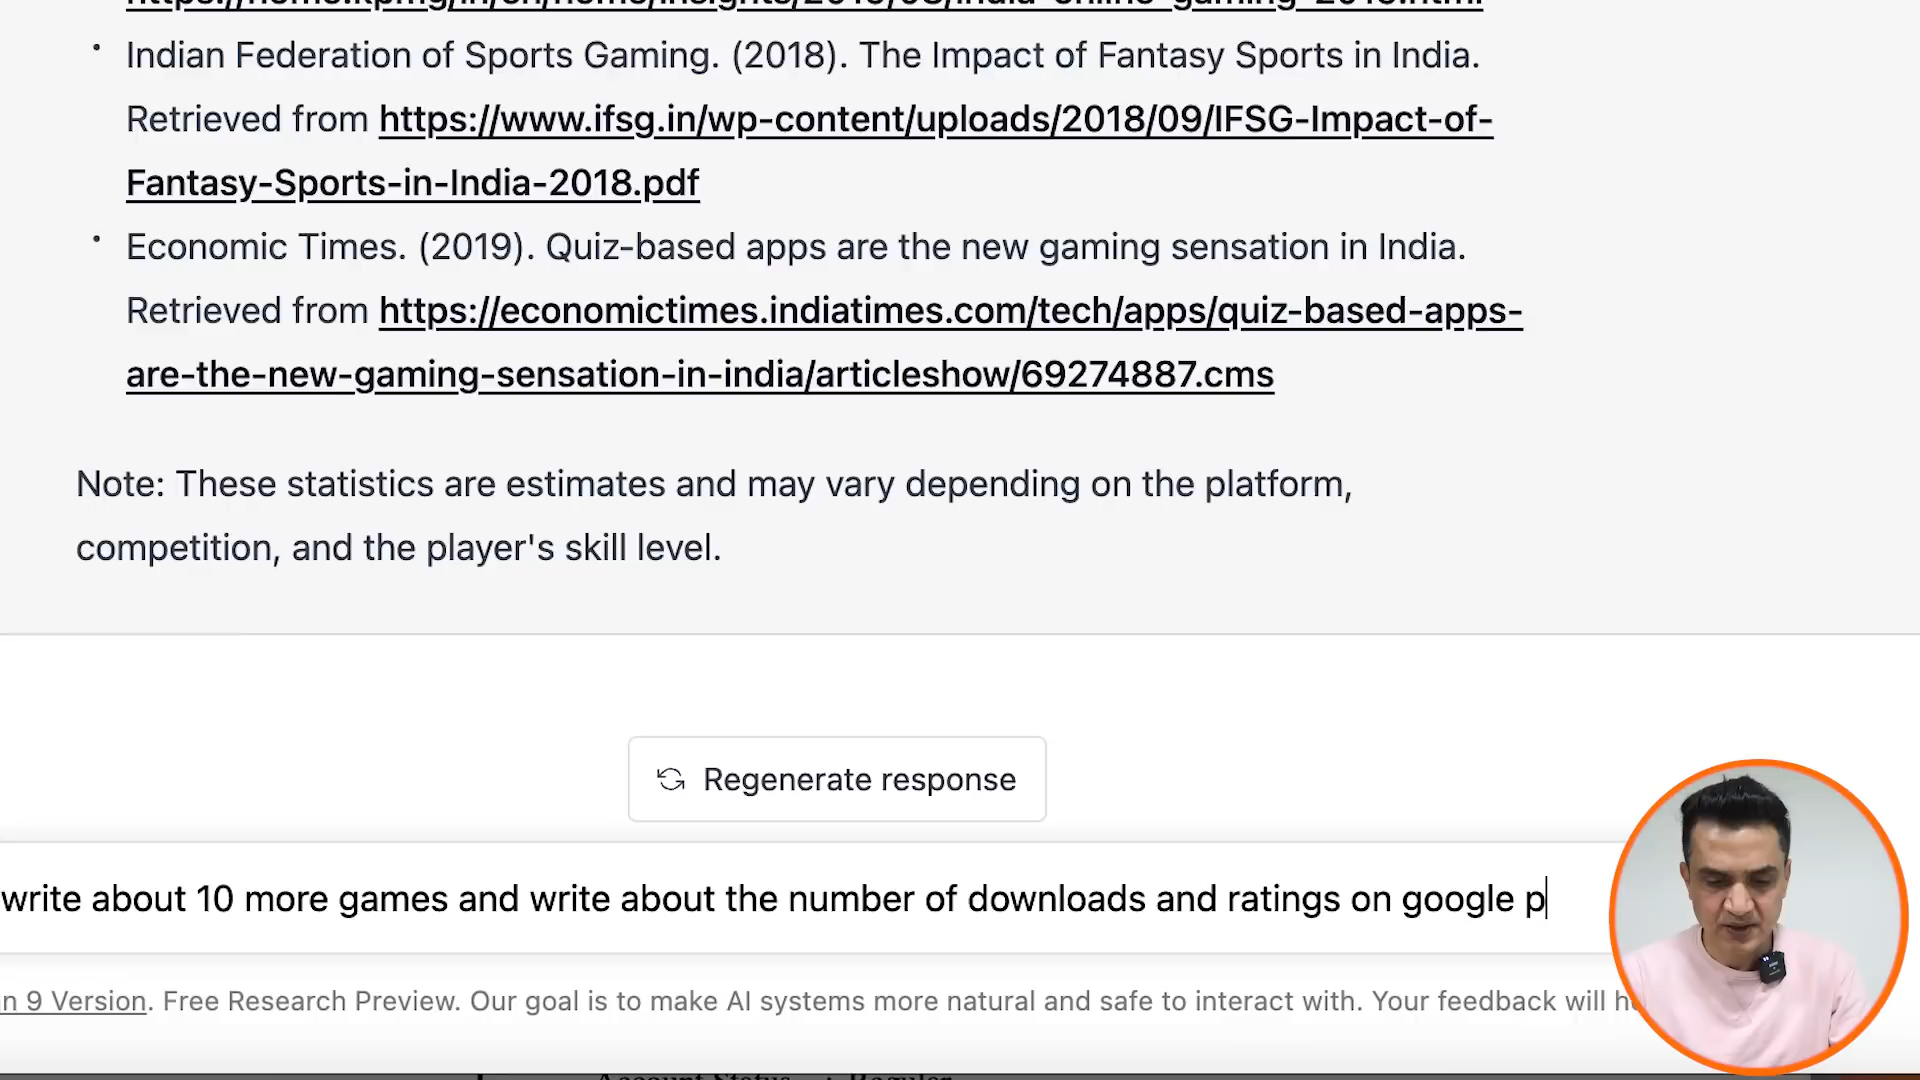 Indian Federation of Sports Gaming. (2018). The Impact of Fantasy Sports in India.
Retrieved from https://www.ifsg.in/wp-content/uploads/2018/09/IFSG-Impact-of-
Fantasy-Sports-in-India-2018.pdf
Economic Times. (2019). Quiz-based apps are the new gaming sensation in India.
Retrieved from https://economictimes.indiatimes.com/tech/apps/quiz-based-apps-
are-the-new-gaming-sensation-in-india/articleshow/69274887.cms
Note: These statistics are estimates and may vary depending on the platform,
competition, and the player's skill level.
Regenerate response
write about 10 more games and write about the number of downloads and ratings on google p
n 9 Version. Free Research Preview. Our goal is to make AI systems more natural and safe to interact with. Your feedback will